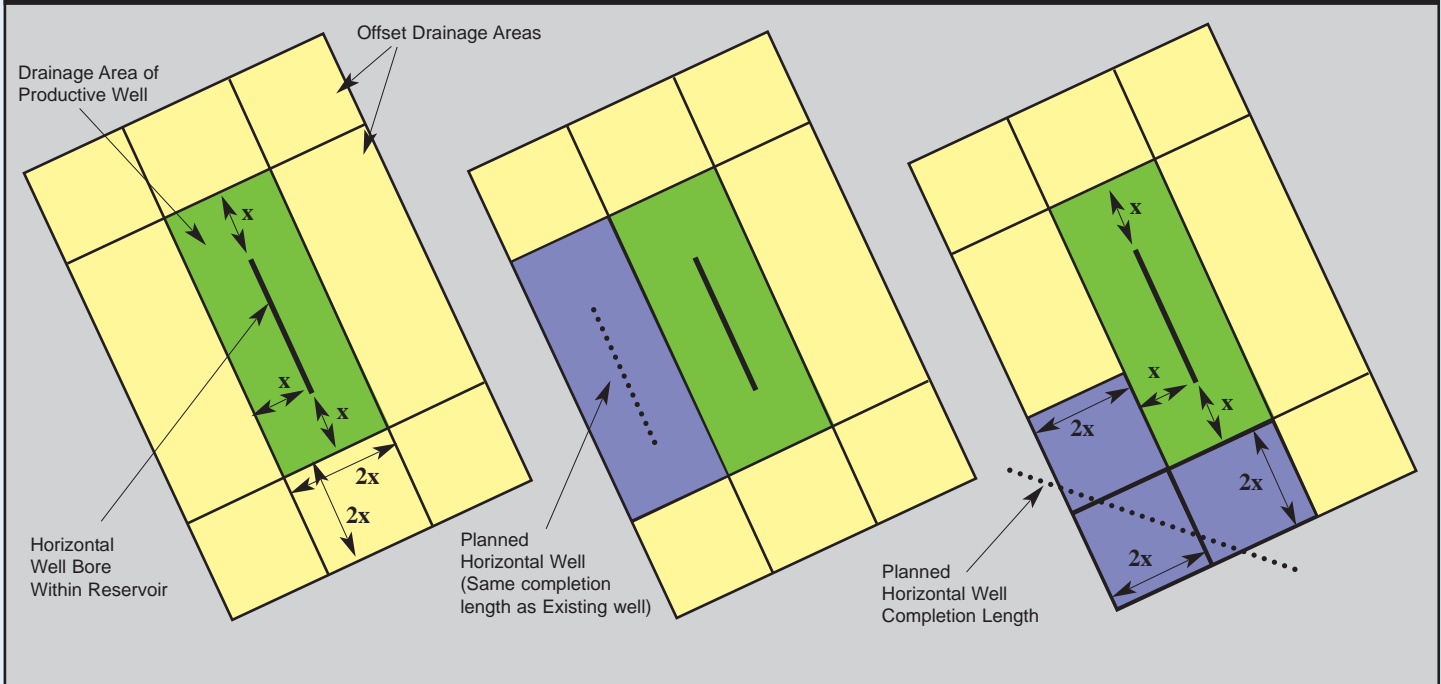 Offset Drainage Areas
Drainage Area of
Productive Well
x
x
x
2x
2x
Horizontal
Well Bore
Within Reservoir
Planned
Horizontal Well
(Same completion
length as Existing well)
x
x
x
2x
2x
2x
Planned
Horizontal Well
Completion Length